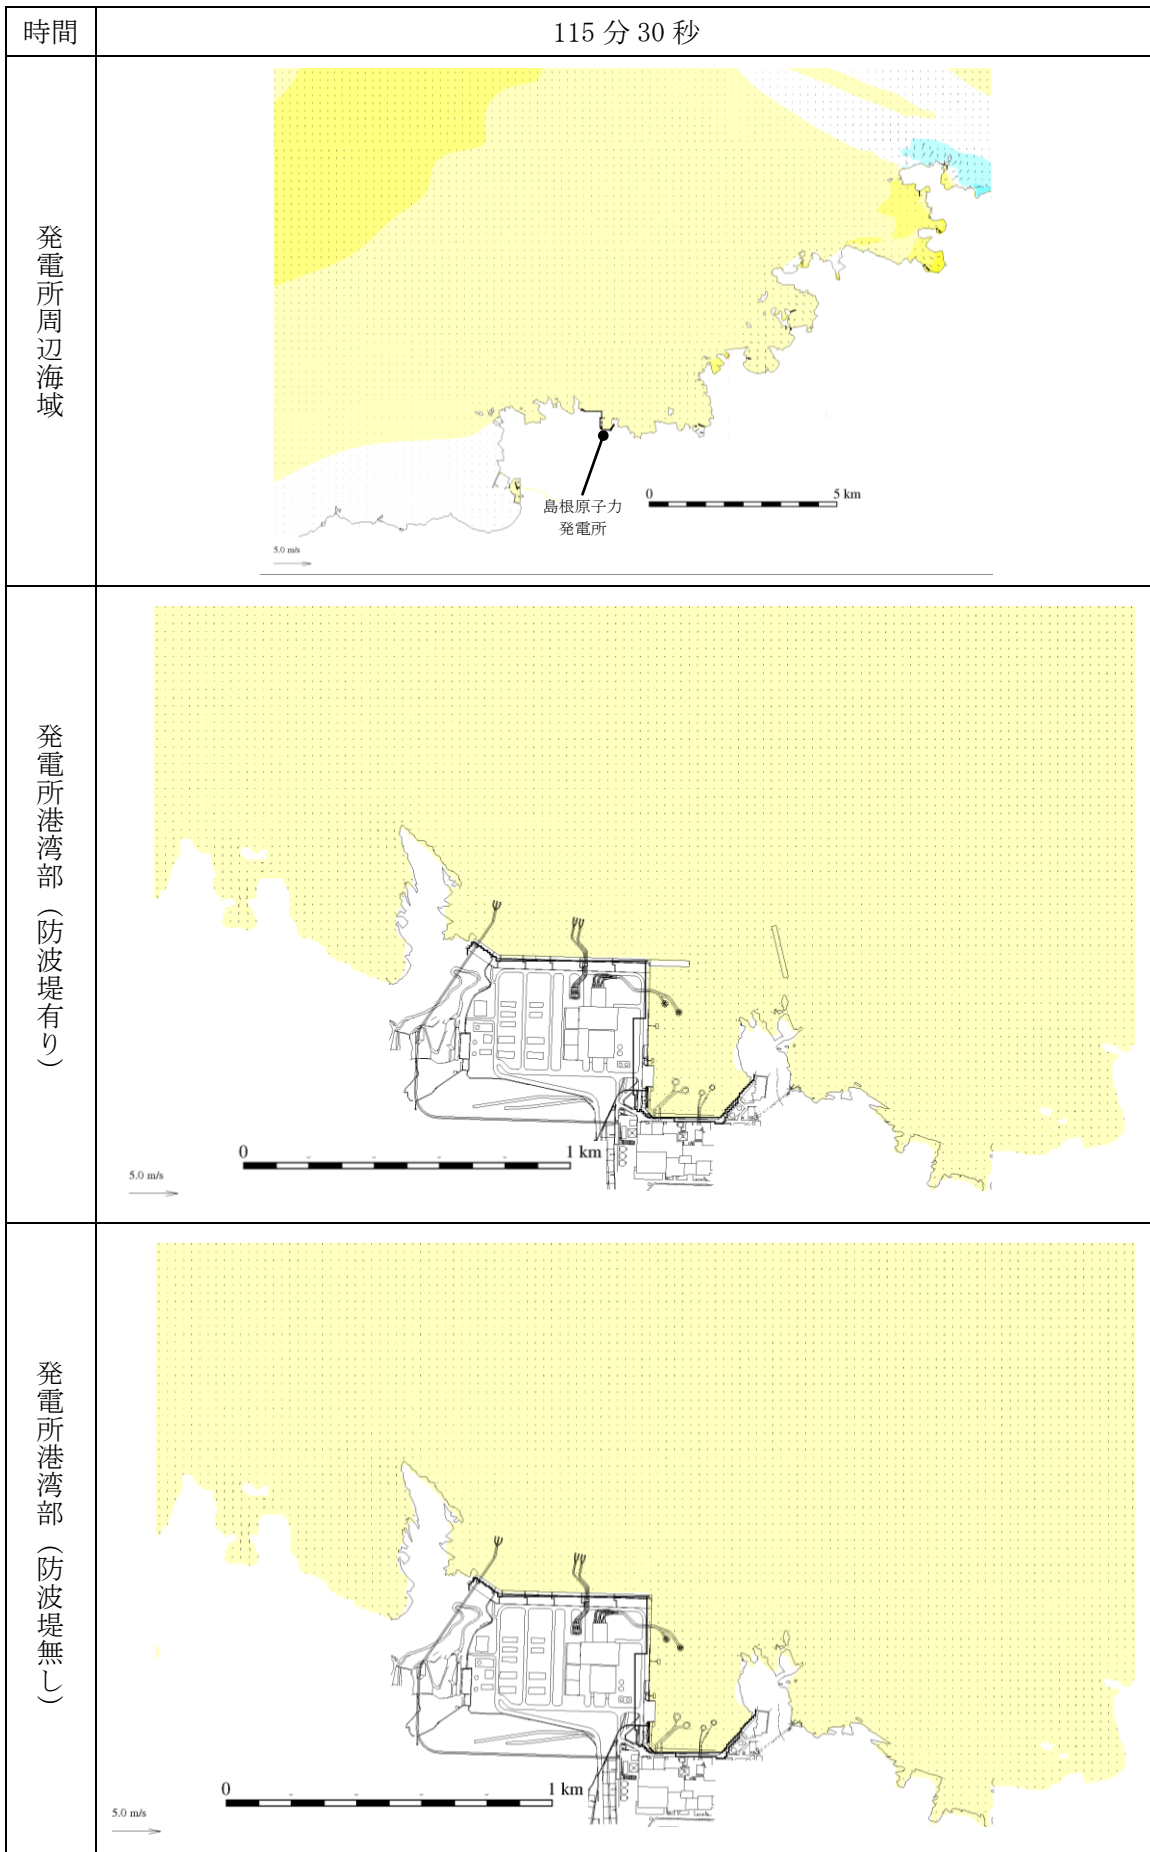 時間
115 分 30 秒
発電所周辺海域
島根原子力
発電所
0
5 km
5.0 m/s
発電所港湾部（防波堤有り）
0
1 km
5.0 m/s
発電所港湾部（防波堤無し）
0
1 km
5.0 m/s